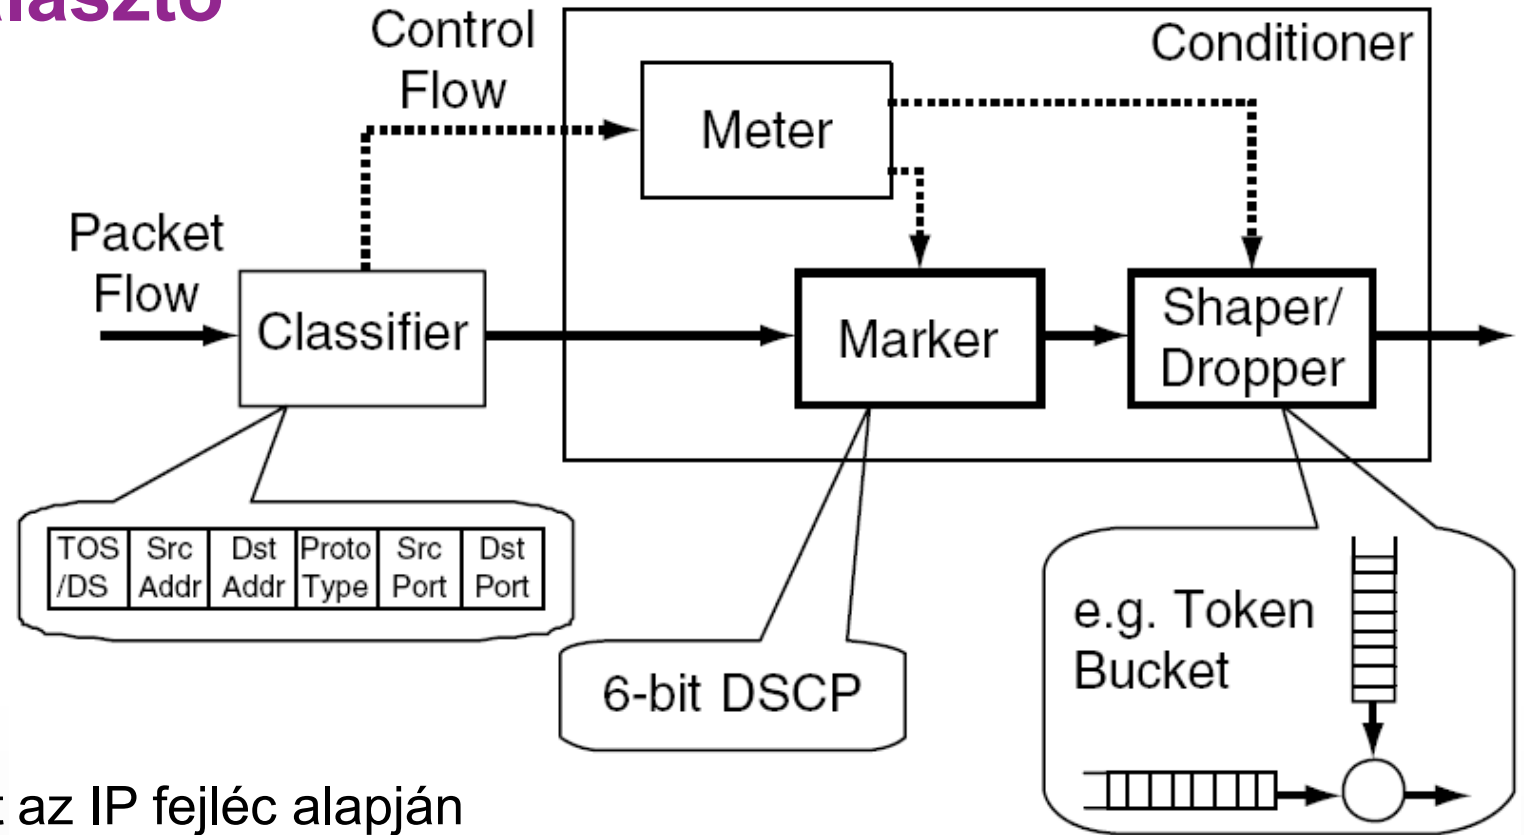 Control
Flow
Conditioner
Meter
Packet
Flow
Classifier
Marker
Shaper/
Dropper
TOS
/DS
Src
Addr
Dst
Addr
Proto
Type
Src
Port
Dst
Port
6-bit DSCP
e.g. Token
Bucket
az IP fejléc alapján